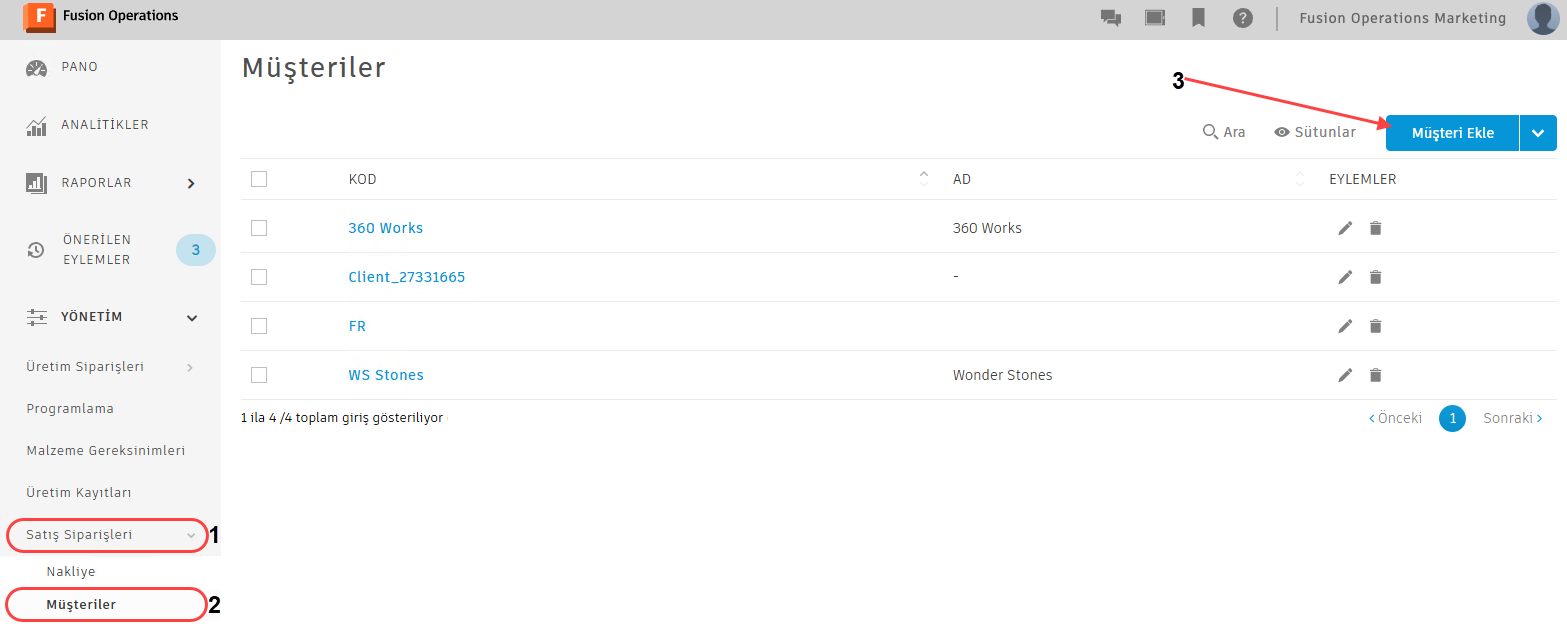 F Fusion Operations
? Fusion Operations Marketing
PANO
ANALİTİKLER
RAPORLAR
ÖNERİLEN
EYLEMLER
3
YÖNETİM
Üretim Siparişleri
Programlama
Malzeme Gereksinimleri
Üretim Kayıtları
Satış Siparişleri 1
Nakliye
Müşteriler 2
Müşteriler
3
Ara Sütunlar Müşteri Ekle
KOD AD EYLEMLER
360 Works 360 Works
Client_27331665 -
FR
WS Stones Wonder Stones
1 ila 4 /4 toplam giriş gösteriliyor ‹ Önceki 1 Sonraki ›